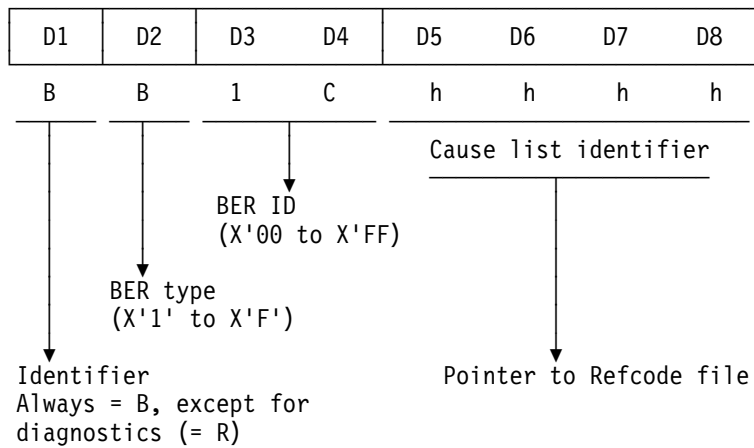 D1 D2 D3 D4 D5 D6 D7 D8
B B 1 C h h h h
Cause list identifier
BER ID
(X'00 to X'FF)
BER type
(X'1' to X'F')
Identifier
Always = B, except for
diagnostics (= R)
Pointer to Refcode file